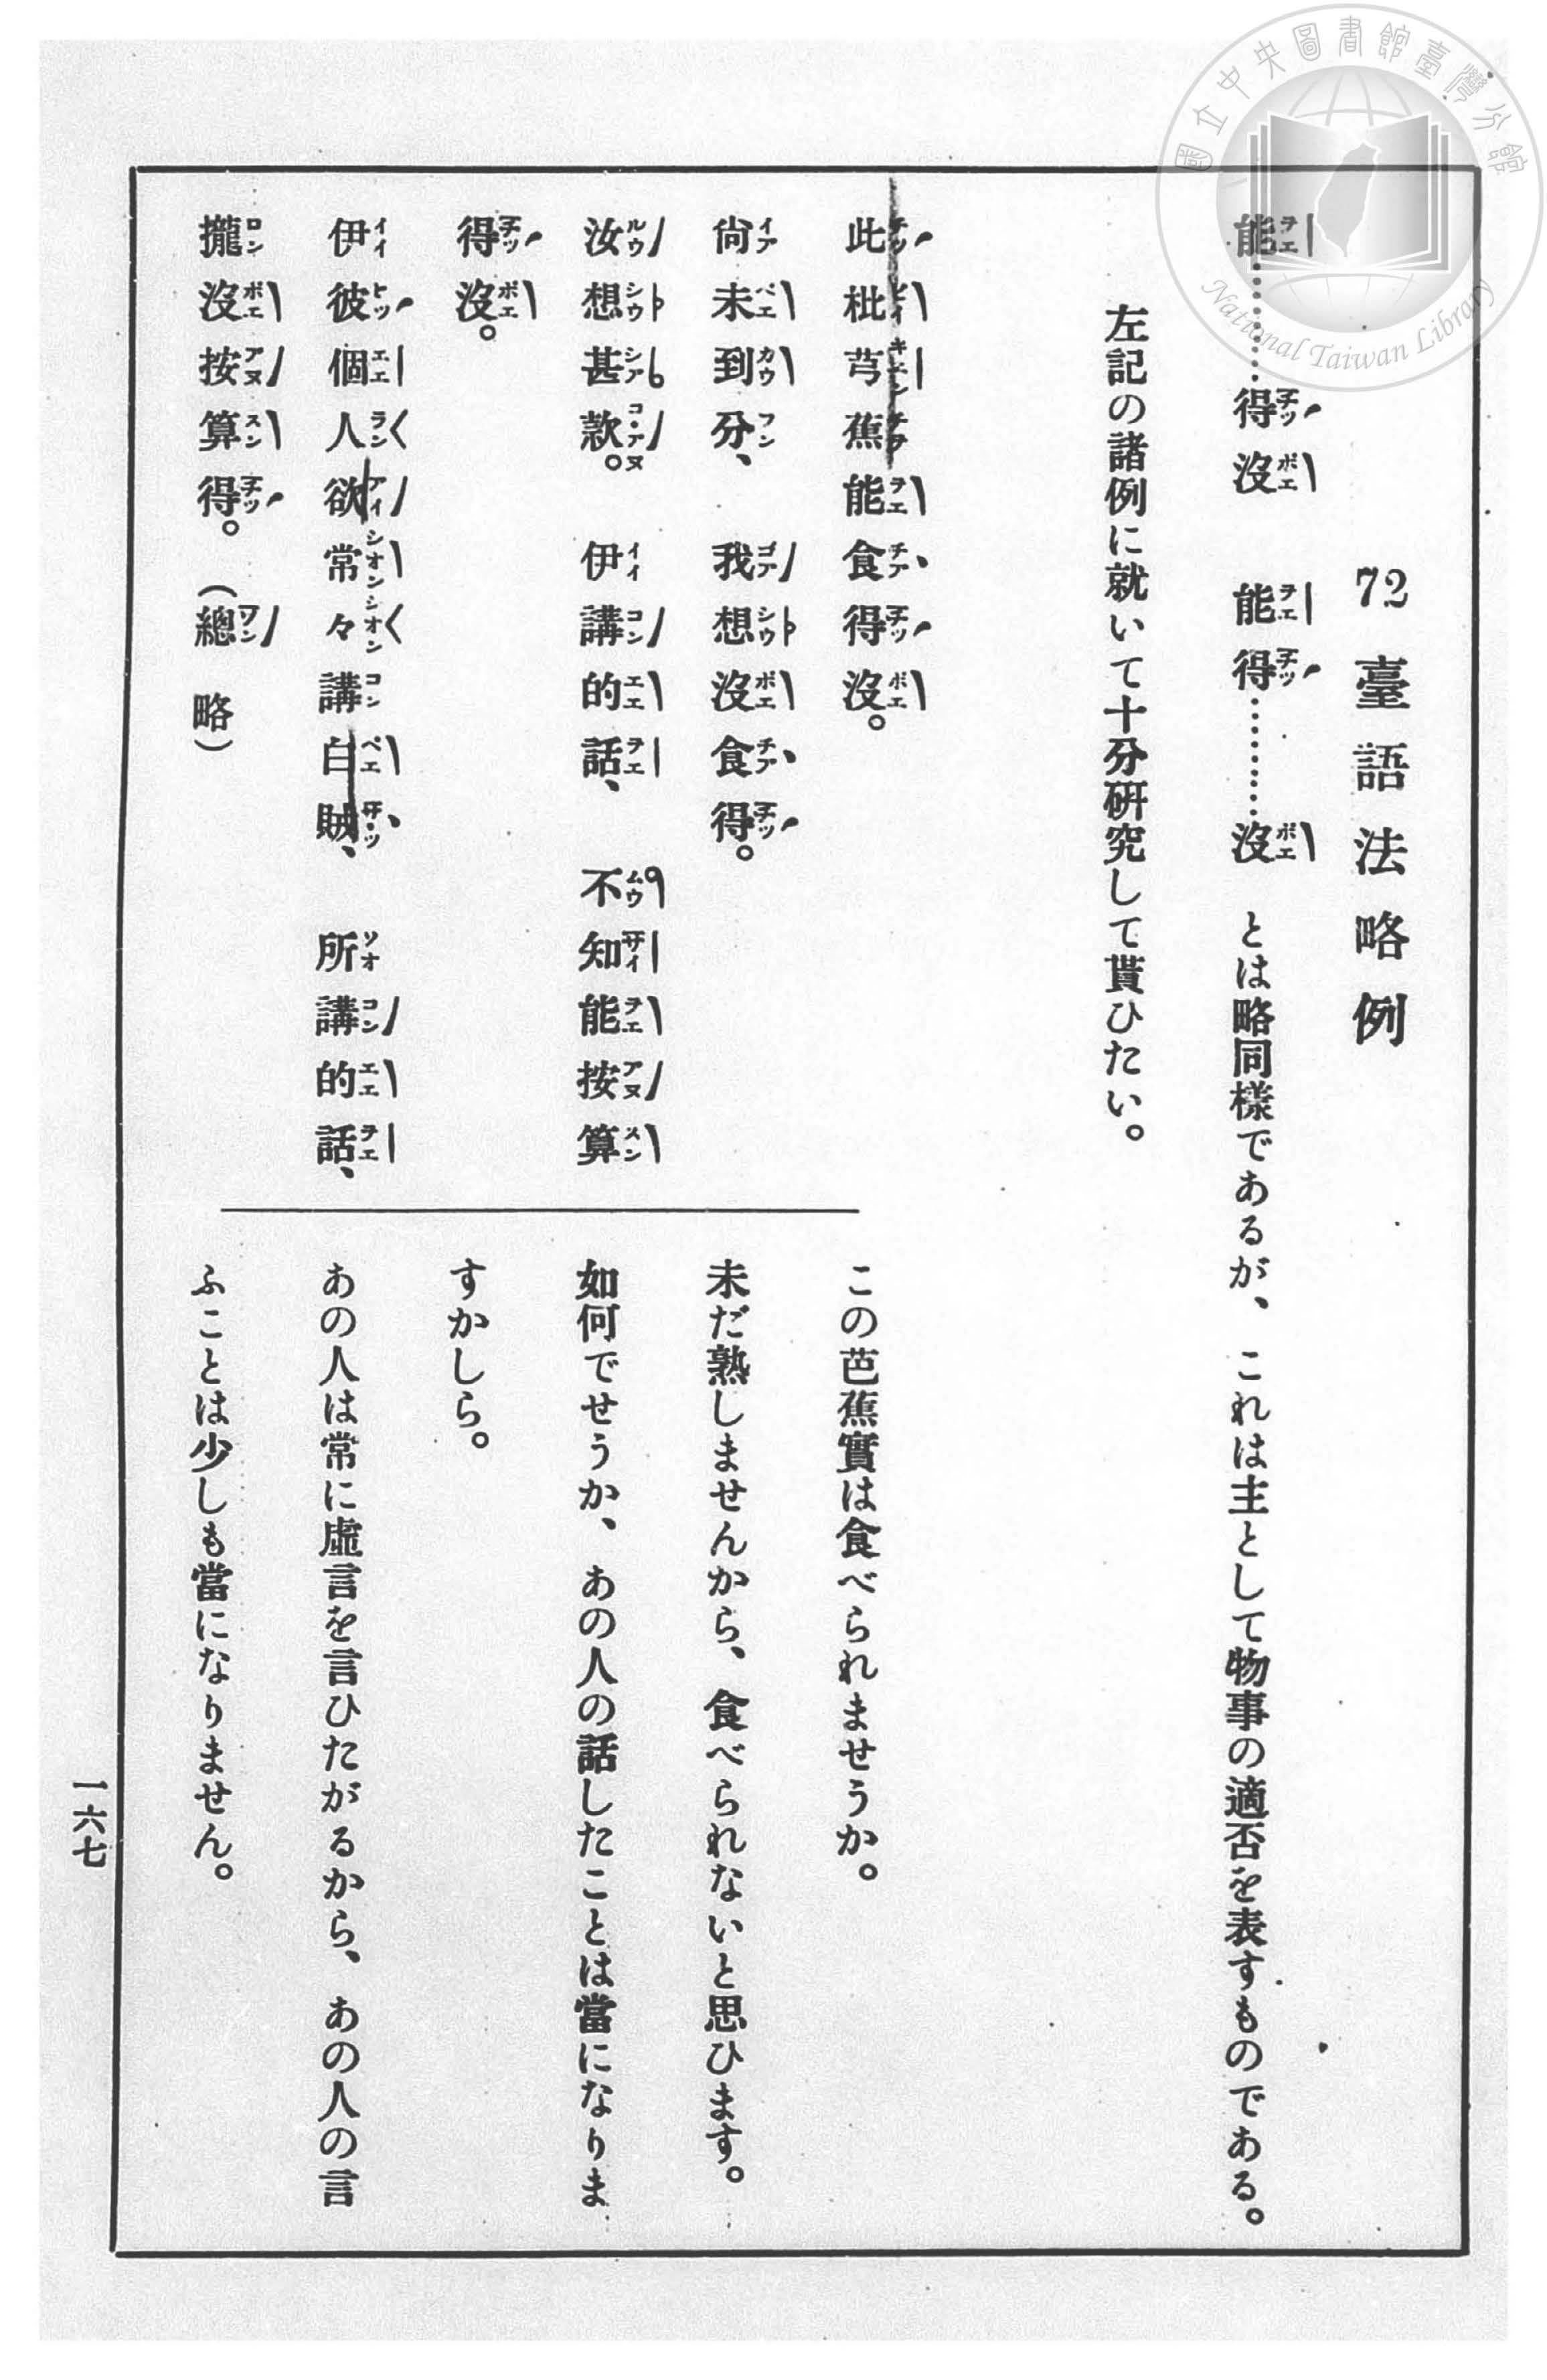 72 臺語法略例
能……得沒　能得……沒 とは略同樣であるが、これは主として物事の適否を表すものである。
左記の諸例に就いて十分研究して貰ひたい。
此枇芎蕉能食得沒。
この芭蕉實は食べられませうか。
尙未到分、我想沒食得。
未だ熟しませんから、食べられないと思ひます。
汝想甚款。伊講的話、不知能按算
得沒。
如何でせうか、あの人の話したことは當になりま
すかしら。
伊彼個人欲常々講白賊、所講的話、
攏沒按算得。（總 略）
あの人は常に虛言を言ひたがるから、あの人の言
ふことは少しも當になりません。
一六七
國立中央圖書館臺灣分館
National Taiwan Library